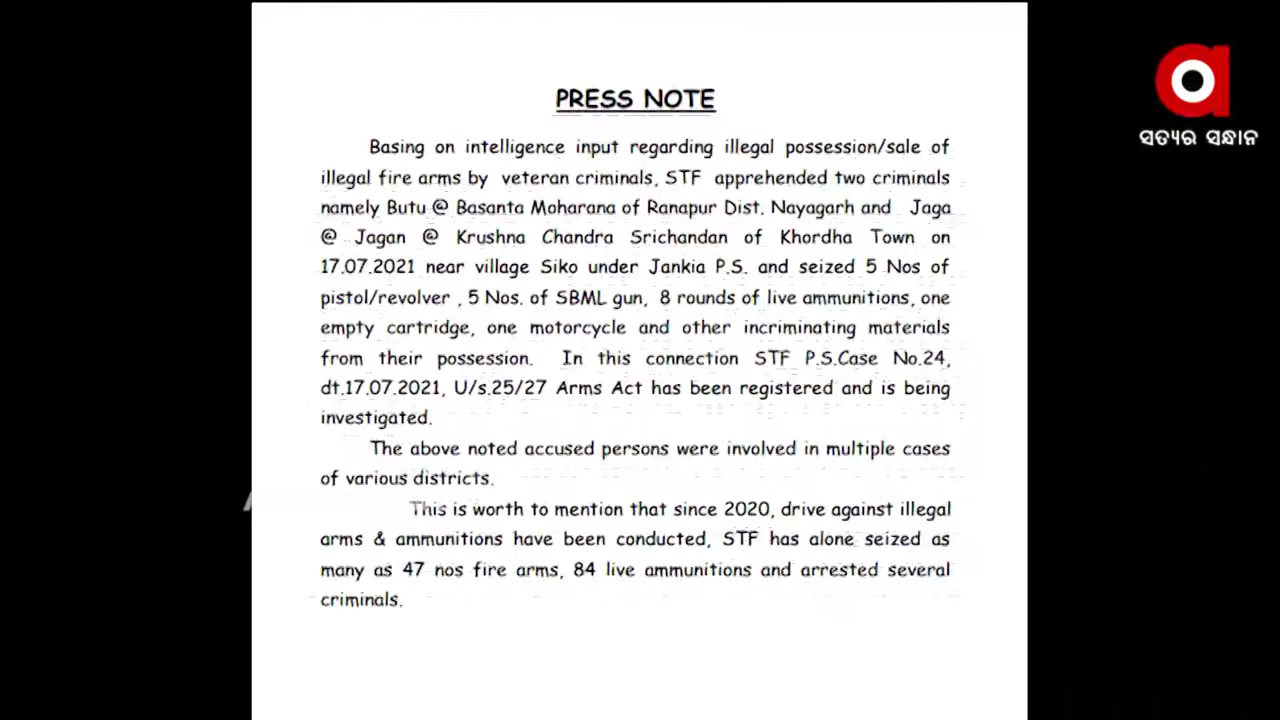 PRESS NOTE
Basing on intelligence input regarding illegal possession/sale of
illegal fire arms by veteran criminals, STF apprehended two criminals
namely Butu @ Basanta Moharana of Ranapur Dist. Nayagarh and Jaga
@ Jagan @ Krushna Chandra Srichandan of Khordha Town on
17.07.2021 near village Siko under Jankia P.S. and seized 5 Nos of
pistol/revolver , 5 Nos. of SBML gun, 8 rounds of live ammunitions, one
empty cartridge, one motorcycle and other incriminating materials
from their possession. In this connection STF P.S.Case No.24,
dt.17.07.2021, U/s.25/27 Arms Act has been registered and is being
investigated.
The above noted accused persons were involved in multiple cases
of various districts.
This is worth to mention that since 2020, drive against illegal
arms & ammunitions have been conducted, STF has alone seized as
many as 47 nos fire arms, 84 live ammunitions and arrested several
criminals.
a
ସତ୍ୟର ସନ୍ଧାନ